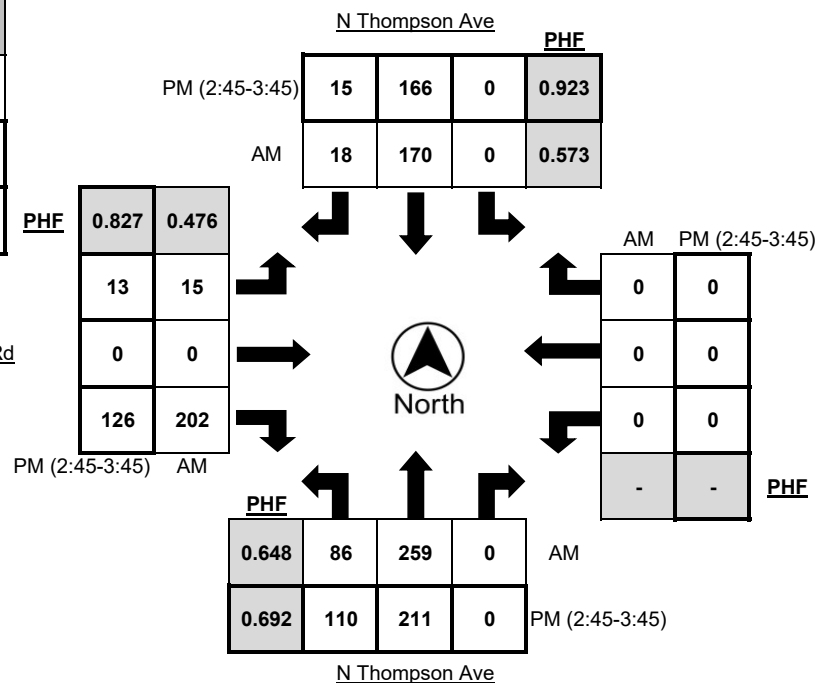 N Thompson Ave
PHF
PM (2:45-3:45) 15 166 0 0.923
AM 18 170 0 0.573
PHF 0.827 0.476
AM PM (2:45-3:45)
13 15 0 0
0 0 0 0
North
126 202 0 0
PM (2:45-3:45) AM
- - PHF
PHF
0.648 86 259 0 AM
0.692 110 211 0 PM (2:45-3:45)
N Thompson Ave